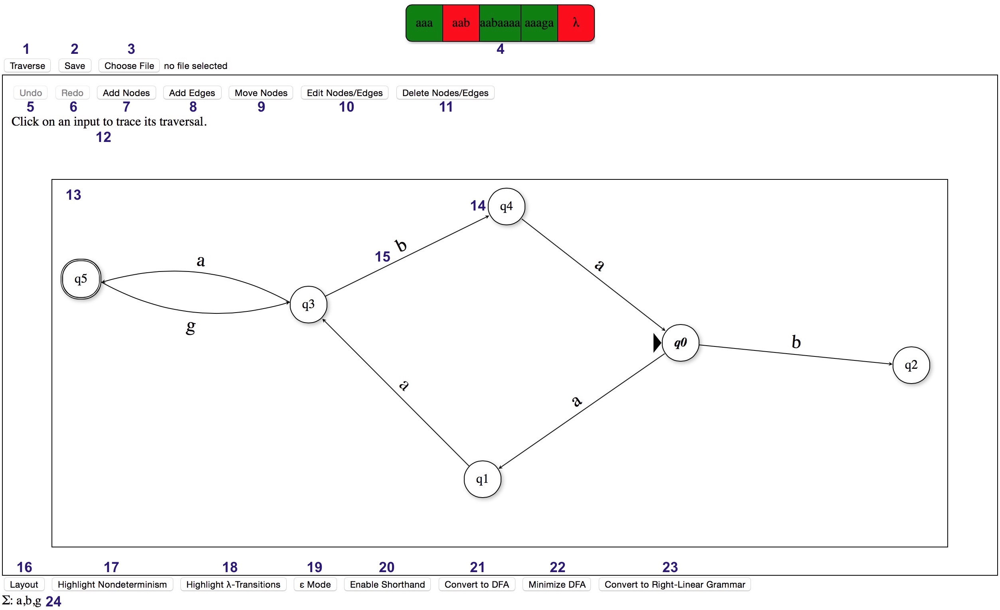 aaa aab aabaaaa aaaga λ
1 2 3 4
Traverse Save Choose File no file selected
Undo Redo Add Nodes Add Edges Move Nodes Edit Nodes/Edges Delete Nodes/Edges
5 6 7 8 9 10 11
Click on an input to trace its traversal.
12
13
14 q4
b
15
a
a
q5
q3
g
q0
b
q2
a
a
q1
16 17 18 19 20 21 22 23
Layout Highlight Nondeterminism Highlight λ-Transitions ε Mode Enable Shorthand Convert to DFA Minimize DFA Convert to Right-Linear Grammar
Σ: a,b,g 24